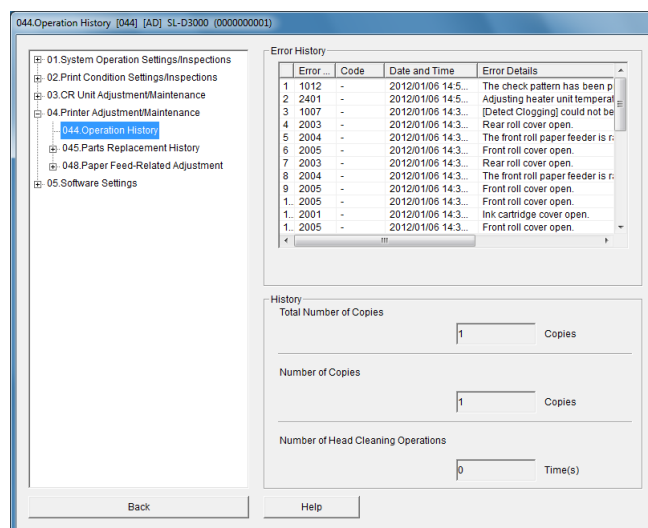 044.Operation History [044] [AD] SL-D3000 (0000000001)
01.System Operation Settings/Inspections
02.Print Condition Settings/Inspections
03.CR Unit Adjustment/Maintenance
04.Printer Adjustment/Maintenance
044.Operation History
045.Parts Replacement History
048.Paper Feed-Related Adjustment
05.Software Settings
Back
Error History
Error ... Code Date and Time Error Details
1 1012 - 2012/01/06 14:5... The check pattern has been p
2 2401 - 2012/01/06 14:5... Adjusting heater unit temperat
3 1007 - 2012/01/06 14:3... [Detect Clogging] could not be
4 2003 - 2012/01/06 14:3... Rear roll cover open.
5 2004 - 2012/01/06 14:3... The front roll paper feeder is ra
6 2005 - 2012/01/06 14:3... Front roll cover open.
7 2003 - 2012/01/06 14:3... Rear roll cover open.
8 2004 - 2012/01/06 14:3... The front roll paper feeder is ra
9 2005 - 2012/01/06 14:3... Front roll cover open.
1.. 2005 - 2012/01/06 14:3... Front roll cover open.
1.. 2001 - 2012/01/06 14:3... Ink cartridge cover open.
1.. 2005 - 2012/01/06 14:3... Front roll cover open.
History
Total Number of Copies
1 Copies
Number of Copies
1 Copies
Number of Head Cleaning Operations
0 Time(s)
Help